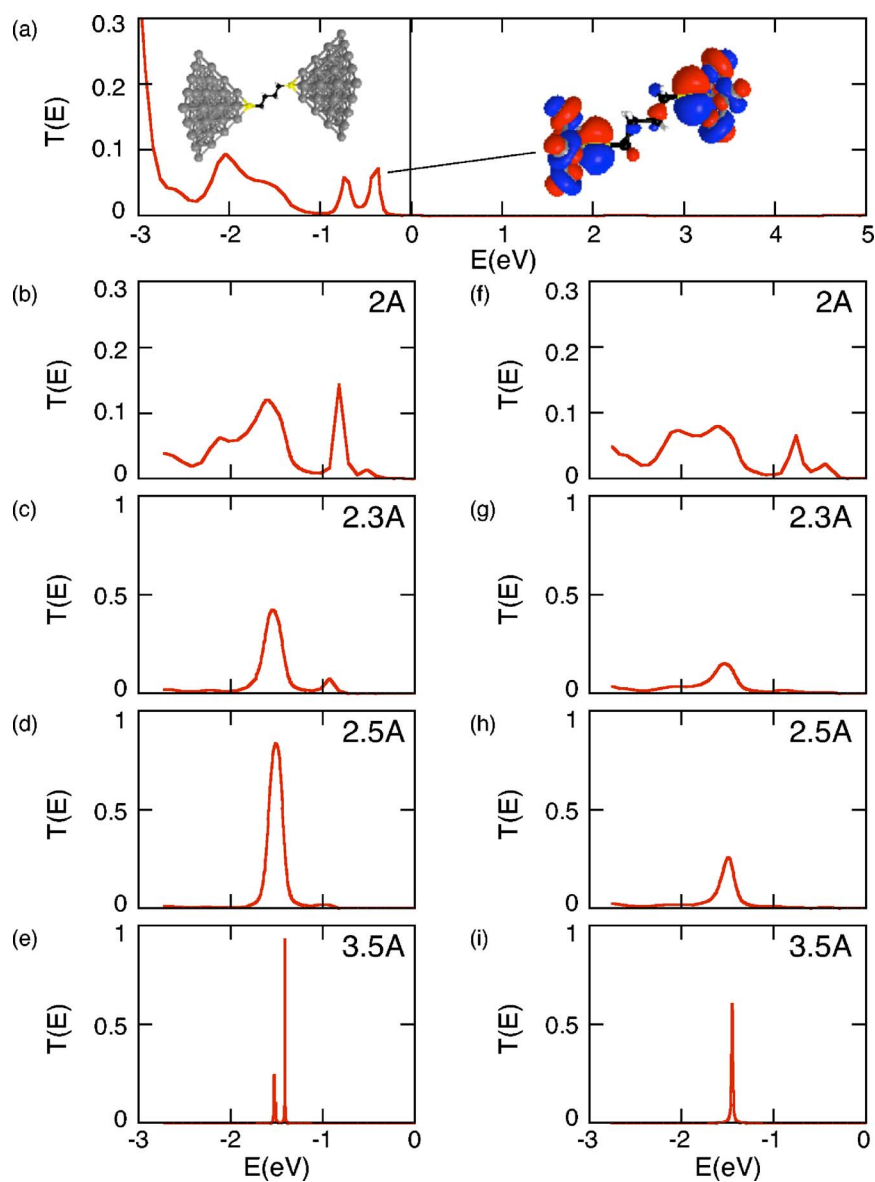 (a)
T(E)
0.3
0.2
0.1
0
-3 -2 -1 0 1 2 3 4 5
E(eV)
(b)
T(E)
0.3
0.2
0.1
0
2A
(f)
T(E)
0.3
0.2
0.1
0
2A
(c)
T(E)
1
0.5
0
2.3A
(g)
T(E)
1
0.5
0
2.3A
(d)
T(E)
1
0.5
0
2.5A
(h)
T(E)
1
0.5
0
2.5A
(e)
T(E)
1
0.5
0
3.5A
-3 -2 -1 0
E(eV)
(i)
T(E)
1
0.5
0
3.5A
-3 -2 -1 0
E(eV)